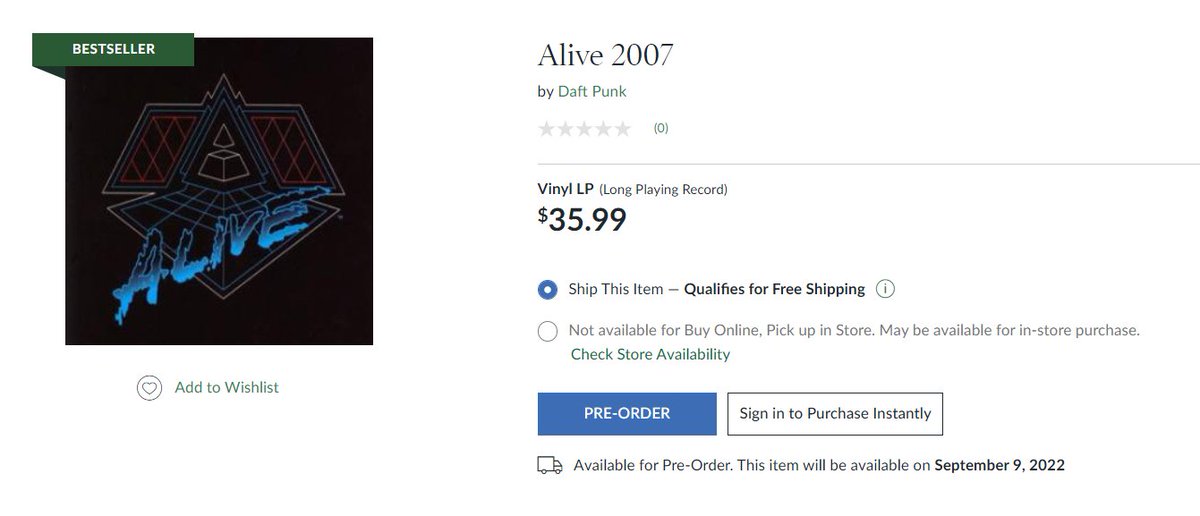 BESTSELLER
ALIVE
Add to Wishlist
Alive 2007
by Daft Punk
(0)
Vinyl LP (Long Playing Record)
$35.99
Ship This Item — Qualifies for Free Shipping
Not available for Buy Online, Pick up in Store. May be available for in-store purchase.
Check Store Availability
PRE-ORDER
Sign in to Purchase Instantly
Available for Pre-Order. This item will be available on September 9, 2022